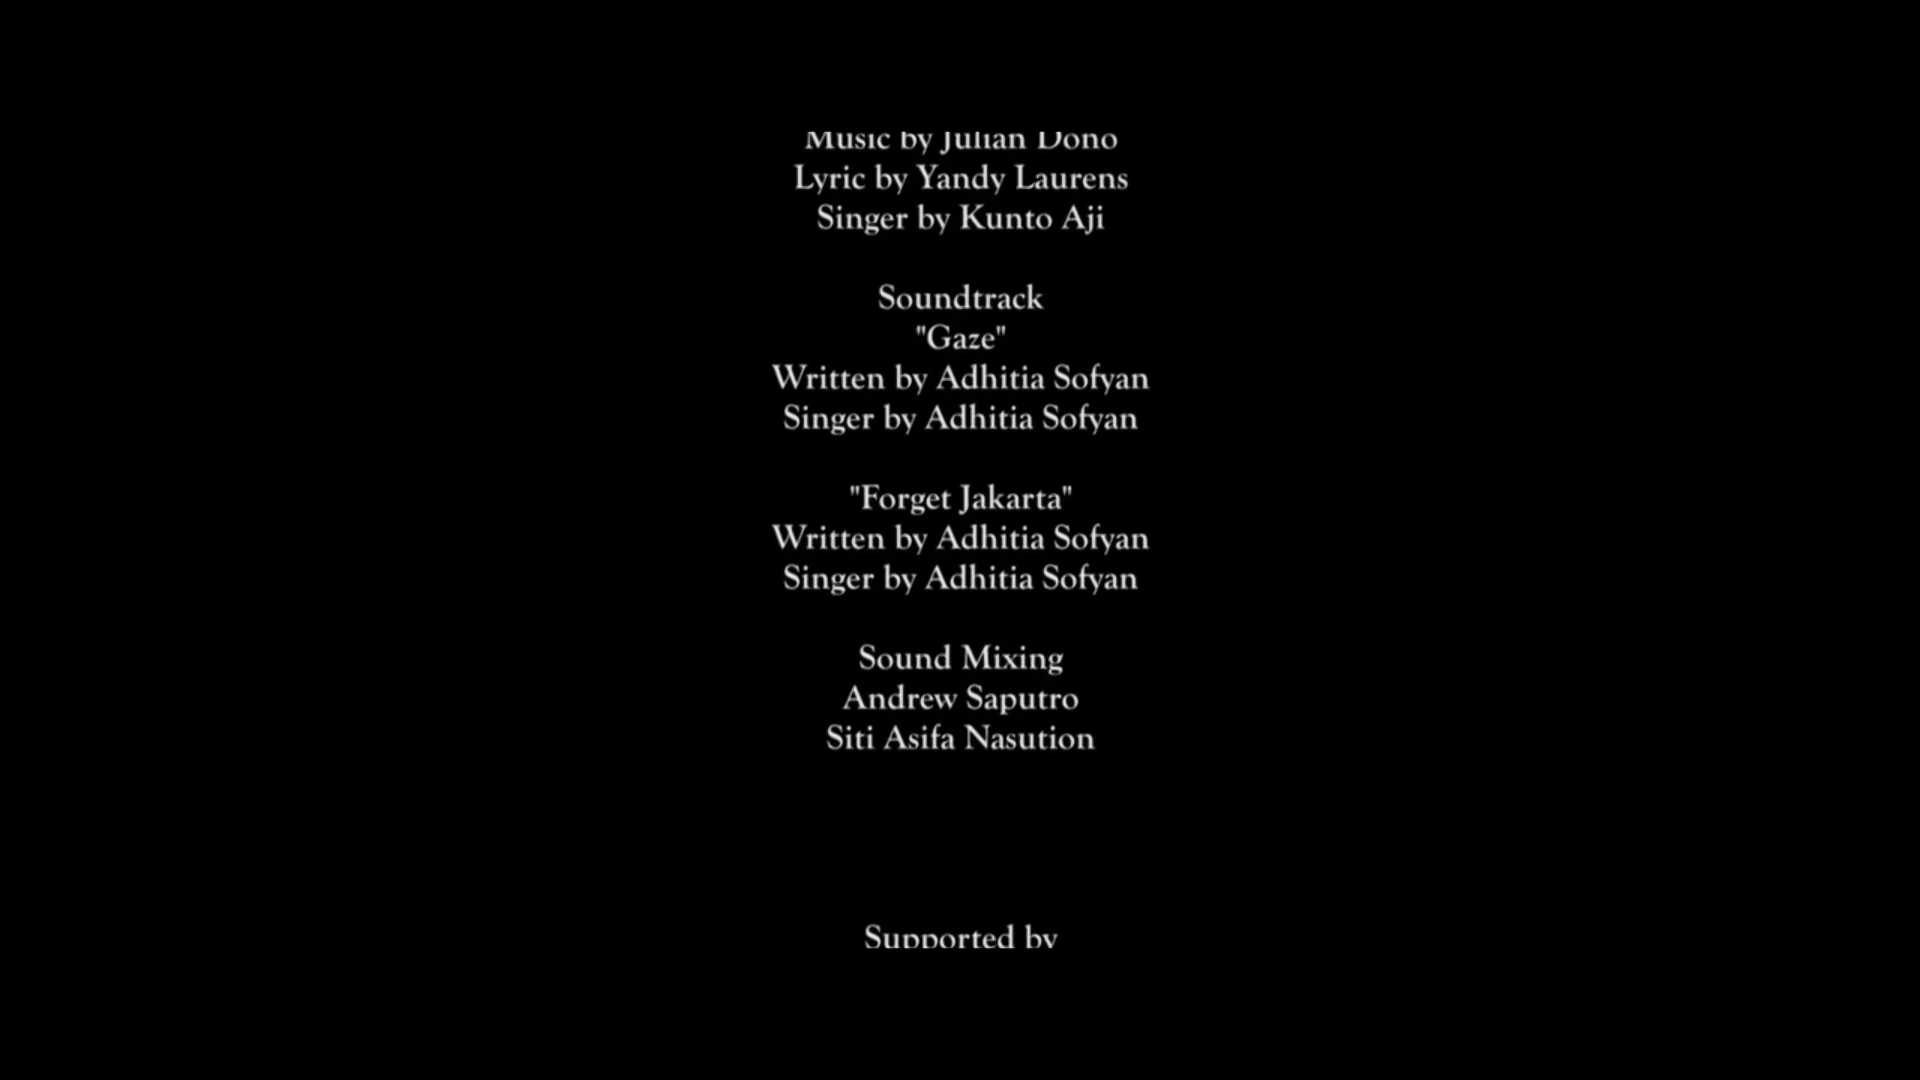 Music by Julian Dono
Lyric by Yandy Laurens
Singer by Kunto Aji
Soundtrack
"Gaze"
Written by Adhitia Sofyan
Singer by Adhitia Sofyan
"Forget Jakarta"
Written by Adhitia Sofyan
Singer by Adhitia Sofyan
Sound Mixing
Andrew Saputro
Siti Asifa Nasution
Supported by